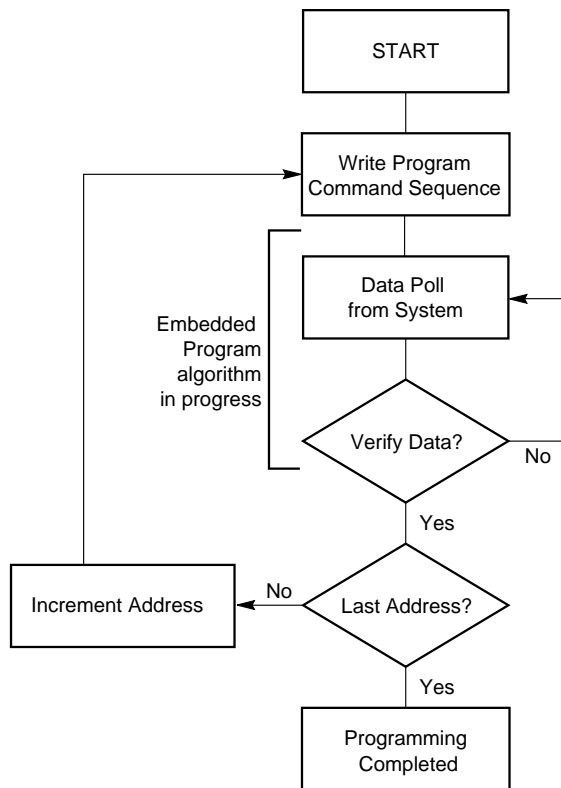 START
Write Program
Command Sequence
Data Poll
from System
Embedded
Program
algorithm
in progress
Verify Data?
No
Yes
No
Increment Address
Last Address?
Yes
Programming
Completed